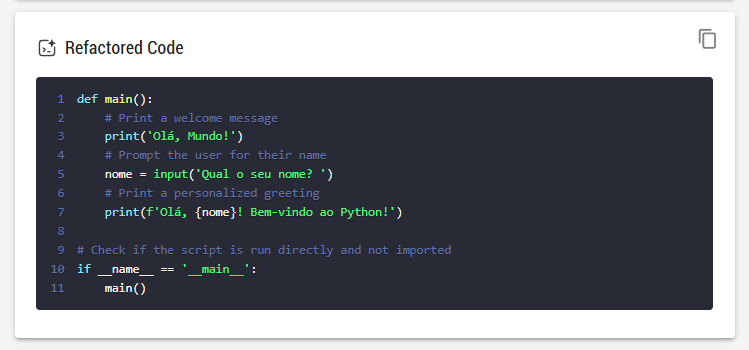 Refactored Code
1 def main():
2     # Print a welcome message
3     print('Olá, Mundo!')
4     # Prompt the user for their name
5     nome = input('Qual o seu nome? ')
6     # Print a personalized greeting
7     print(f'Olá, {nome}! Bem-vindo ao Python!')
8
9 # Check if the script is run directly and not imported
10 if __name__ == '__main__':
11     main()